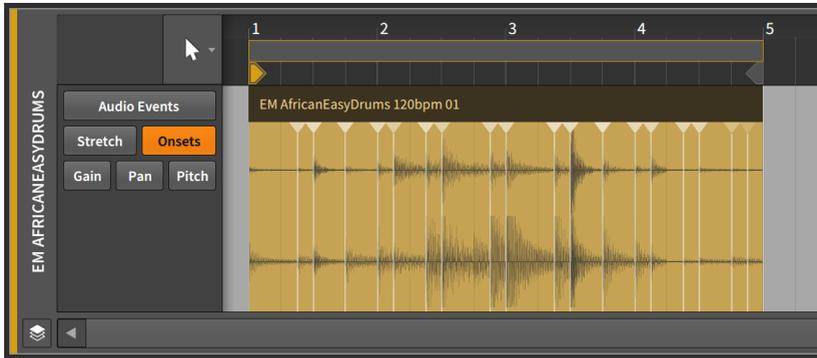 1 2 3 4 5
EM AfricanEasyDrums 120bpm 01
EM AFRICANEASYDRUMS
Audio Events
Stretch Onsets
Gain Pan Pitch